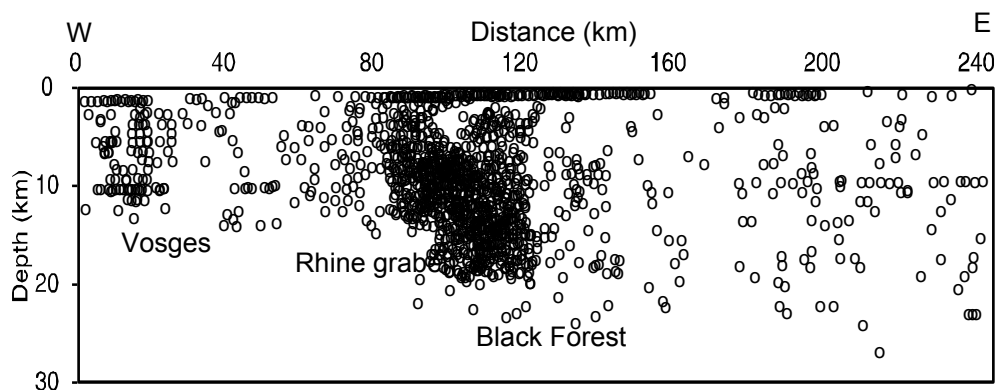 W Distance (km) E
0 40 80 120 160 200 240
0
10
20
30
Depth (km)
Vosges
Rhine grabe
Black Forest